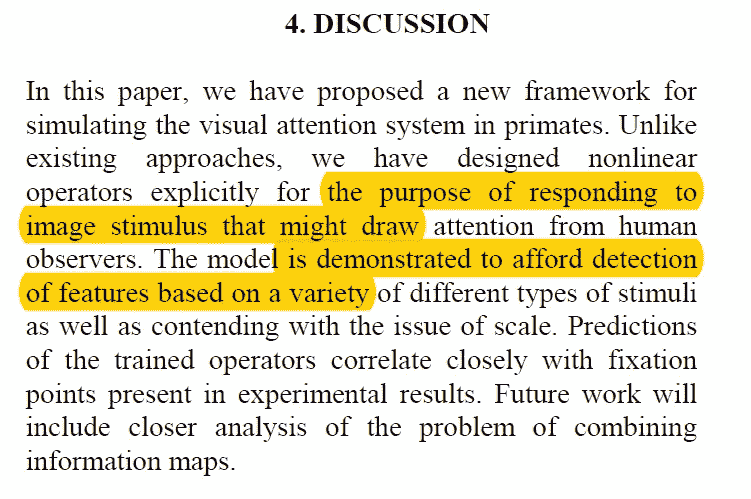 4. DISCUSSION
In this paper, we have proposed a new framework for
simulating the visual attention system in primates. Unlike
existing approaches, we have designed nonlinear
operators explicitly for the purpose of responding to
image stimulus that might draw attention from human
observers. The model is demonstrated to afford detection
of features based on a variety of different types of stimuli
as well as contending with the issue of scale. Predictions
of the trained operators correlate closely with fixation
points present in experimental results. Future work will
include closer analysis of the problem of combining
information maps.